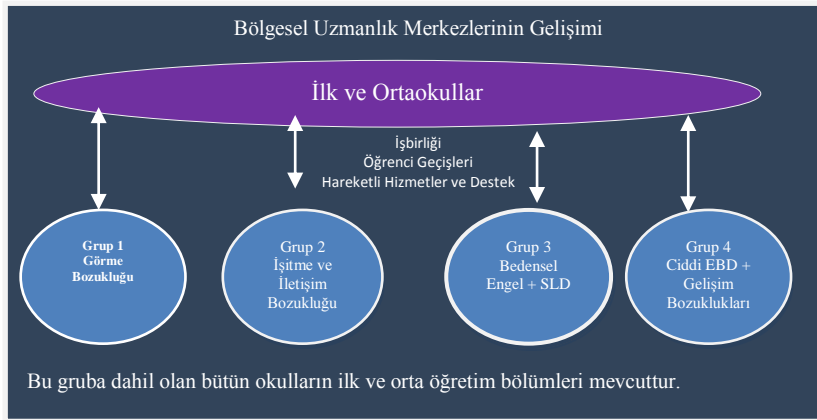 Bölgesel Uzmanlık Merkezlerinin Gelişimi
İlk ve Ortaokullar
İşbirliği
Öğrenci Geçişleri
Hareketli Hizmetler ve Destek
Grup 1
Görme
Bozukluğu
Grup 2
İşitme ve
İletişim
Bozukluğu
Grup 3
Bedensel
Engel + SLD
Grup 4
Ciddi EBD +
Gelişim
Bozuklukları
Bu gruba dahil olan bütün okulların ilk ve orta öğretim bölümleri mevcuttur.